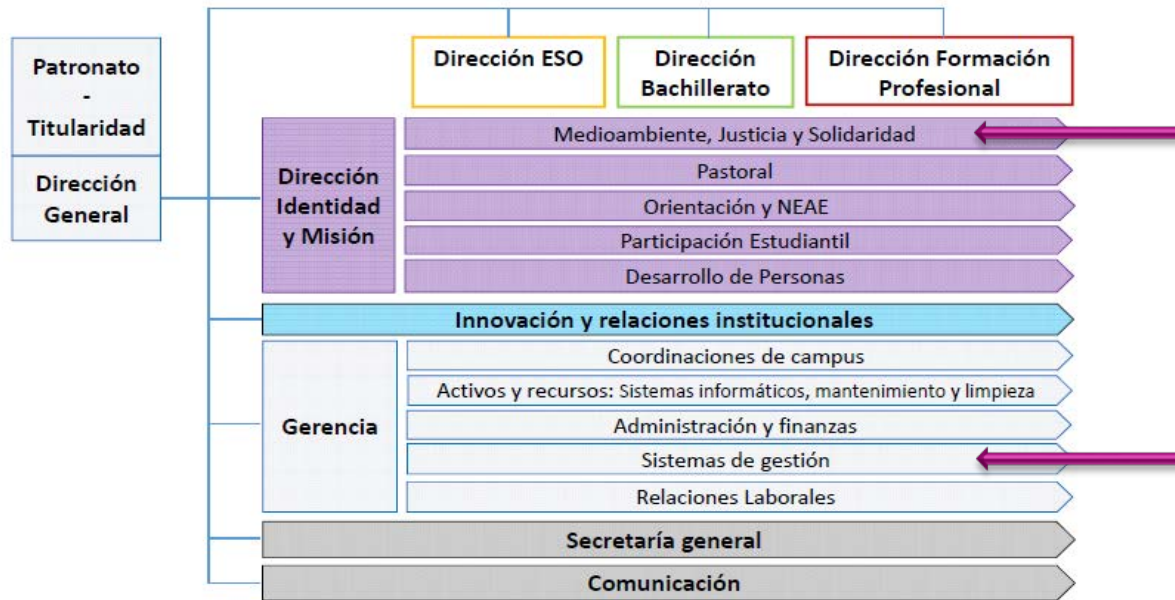 Patronato
-
Titularidad
Dirección
General
Dirección ESO
Dirección
Bachillerato
Dirección Formación
Profesional
Dirección
Identidad
y Misión
Medioambiente, Justicia y Solidaridad
Pastoral
Orientación y NEAE
Participación Estudiantil
Desarrollo de Personas
Innovación y relaciones institucionales
Gerencia
Coordinaciones de campus
Activos y recursos: Sistemas informáticos, mantenimiento y limpieza
Administración y finanzas
Sistemas de gestión
Relaciones Laborales
Secretaría general
Comunicación